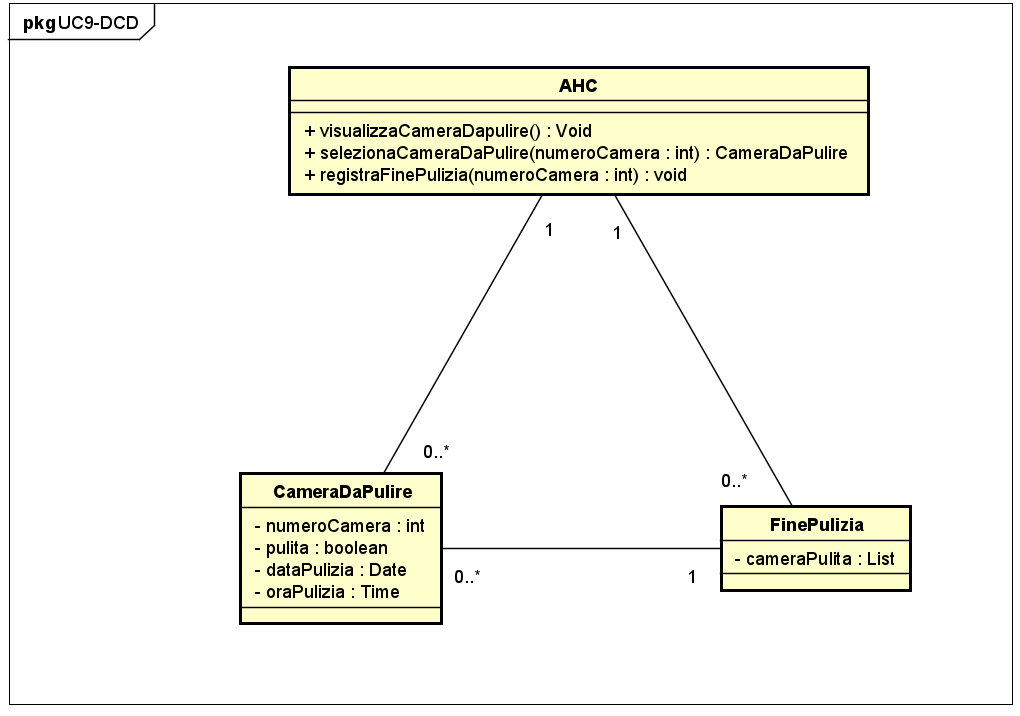 pkg UC9-DCD
AHC
+ visualizzaCameraDapulire() : Void
+ selezionaCameraDaPulire(numeroCamera : int) : CameraDaPulire
+ registraFinePulizia(numeroCamera : int) : void
1
1
0..*
0..*
CameraDaPulire
- numeroCamera : int
- pulita : boolean
- dataPulizia : Date
- oraPulizia : Time
0..*
1
FinePulizia
- cameraPulita : List